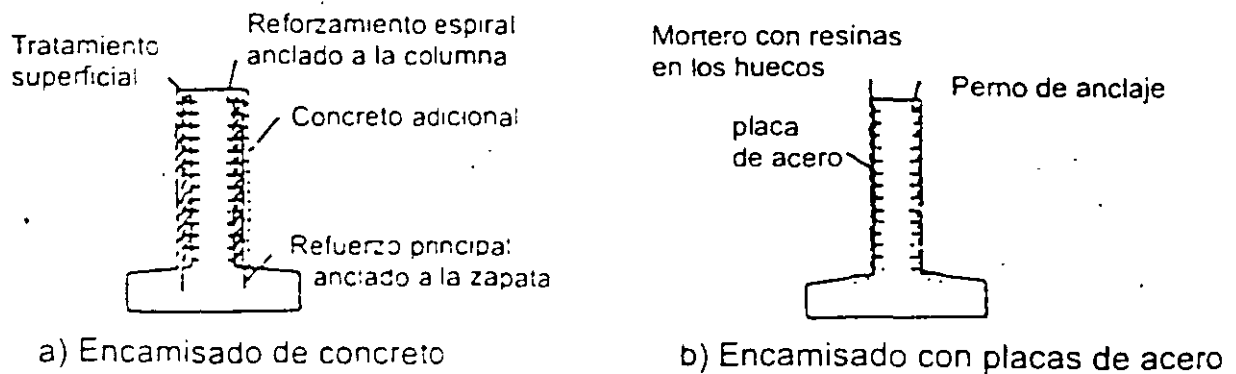 Tratamiento
superficial
Reforzamiento espiral
anclado a la columna
Concreto adicional
Refuerzo principal
anclado a la zapata
a) Encamisado de concreto
Mortero con resinas
en los huecos
Perno de anclaje
placa
de acero
b) Encamisado con placas de acero